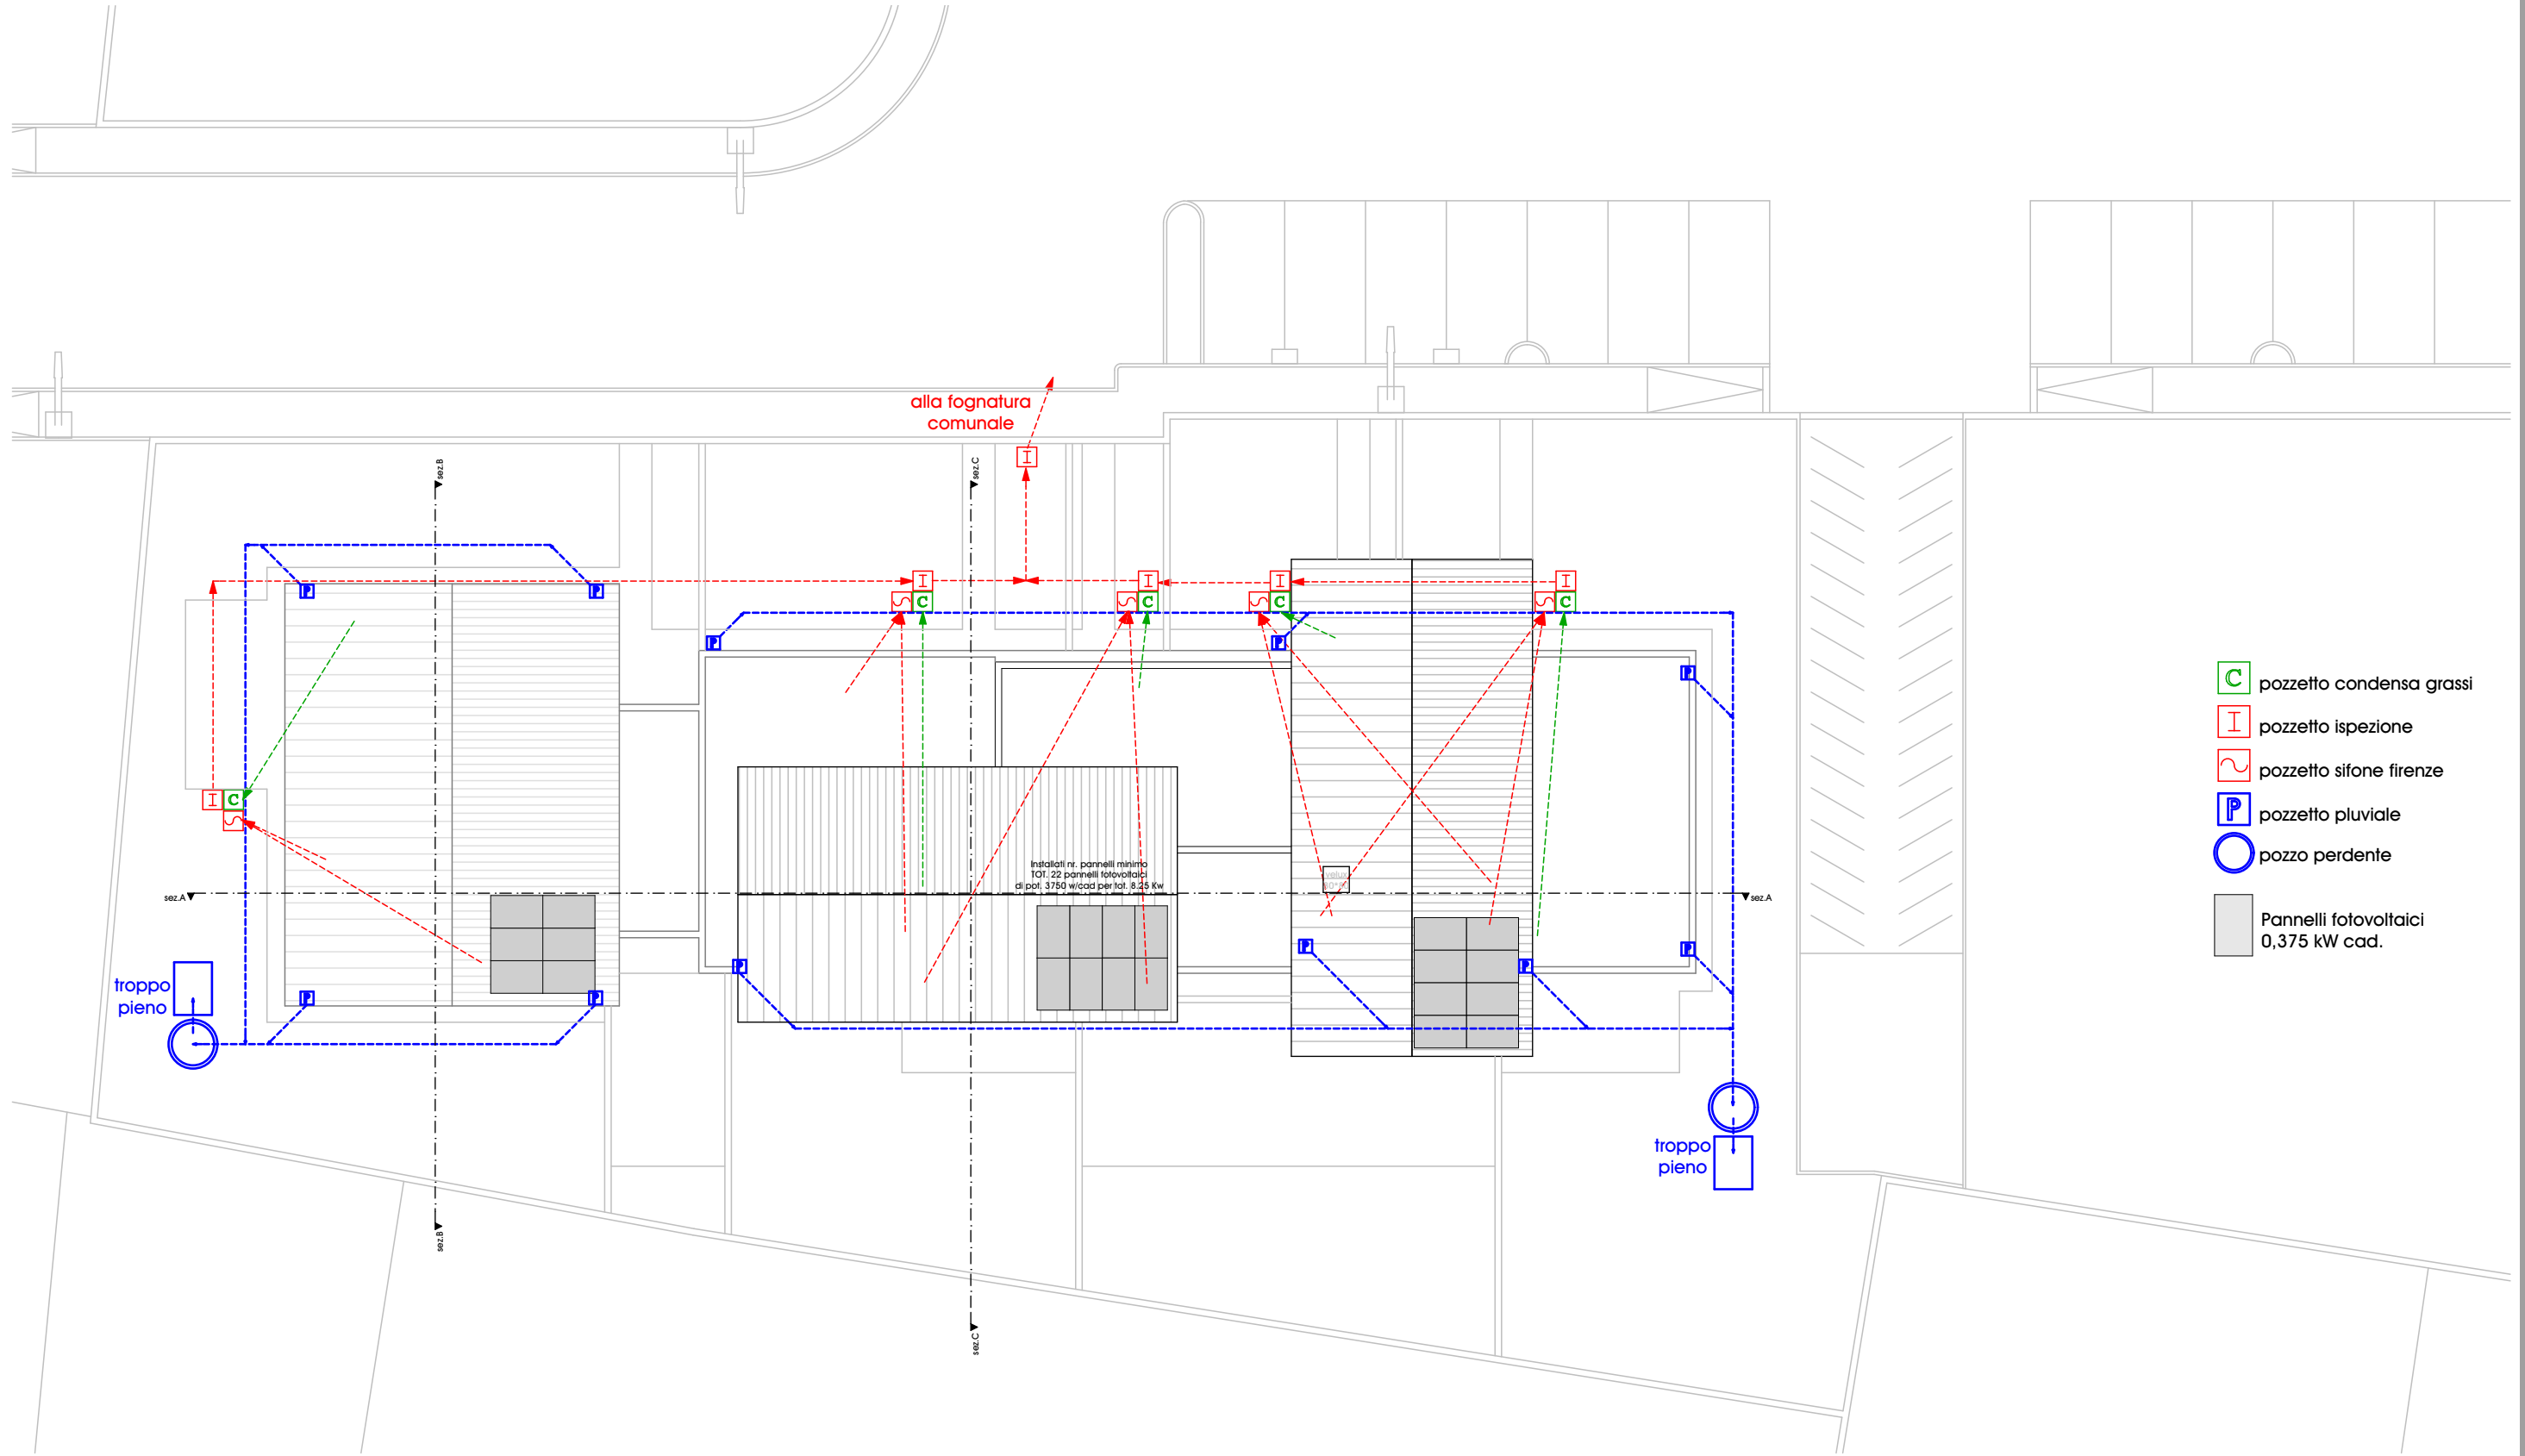 alla fognatura
comunale
sez.B
sez.C
I
I
I
I
I
C
C
C
C
P
P
P
P
P
C
pozzetto condensa grassi
I
pozzetto ispezione
pozzetto sifone firenze
P
pozzetto pluviale
pozzo perdente
Pannelli fotovoltaici
0,375 kW cad.
I
C
Installati nr. pannelli minimo
TOT. 22 pannelli fotovoltaici
di pot. 3750 w/cad per tot. 8.25 Kw
velux
sez.A
sez.A
P
P
P
P
P
P
troppo
pieno
troppo
pieno
sez.B
sez.C